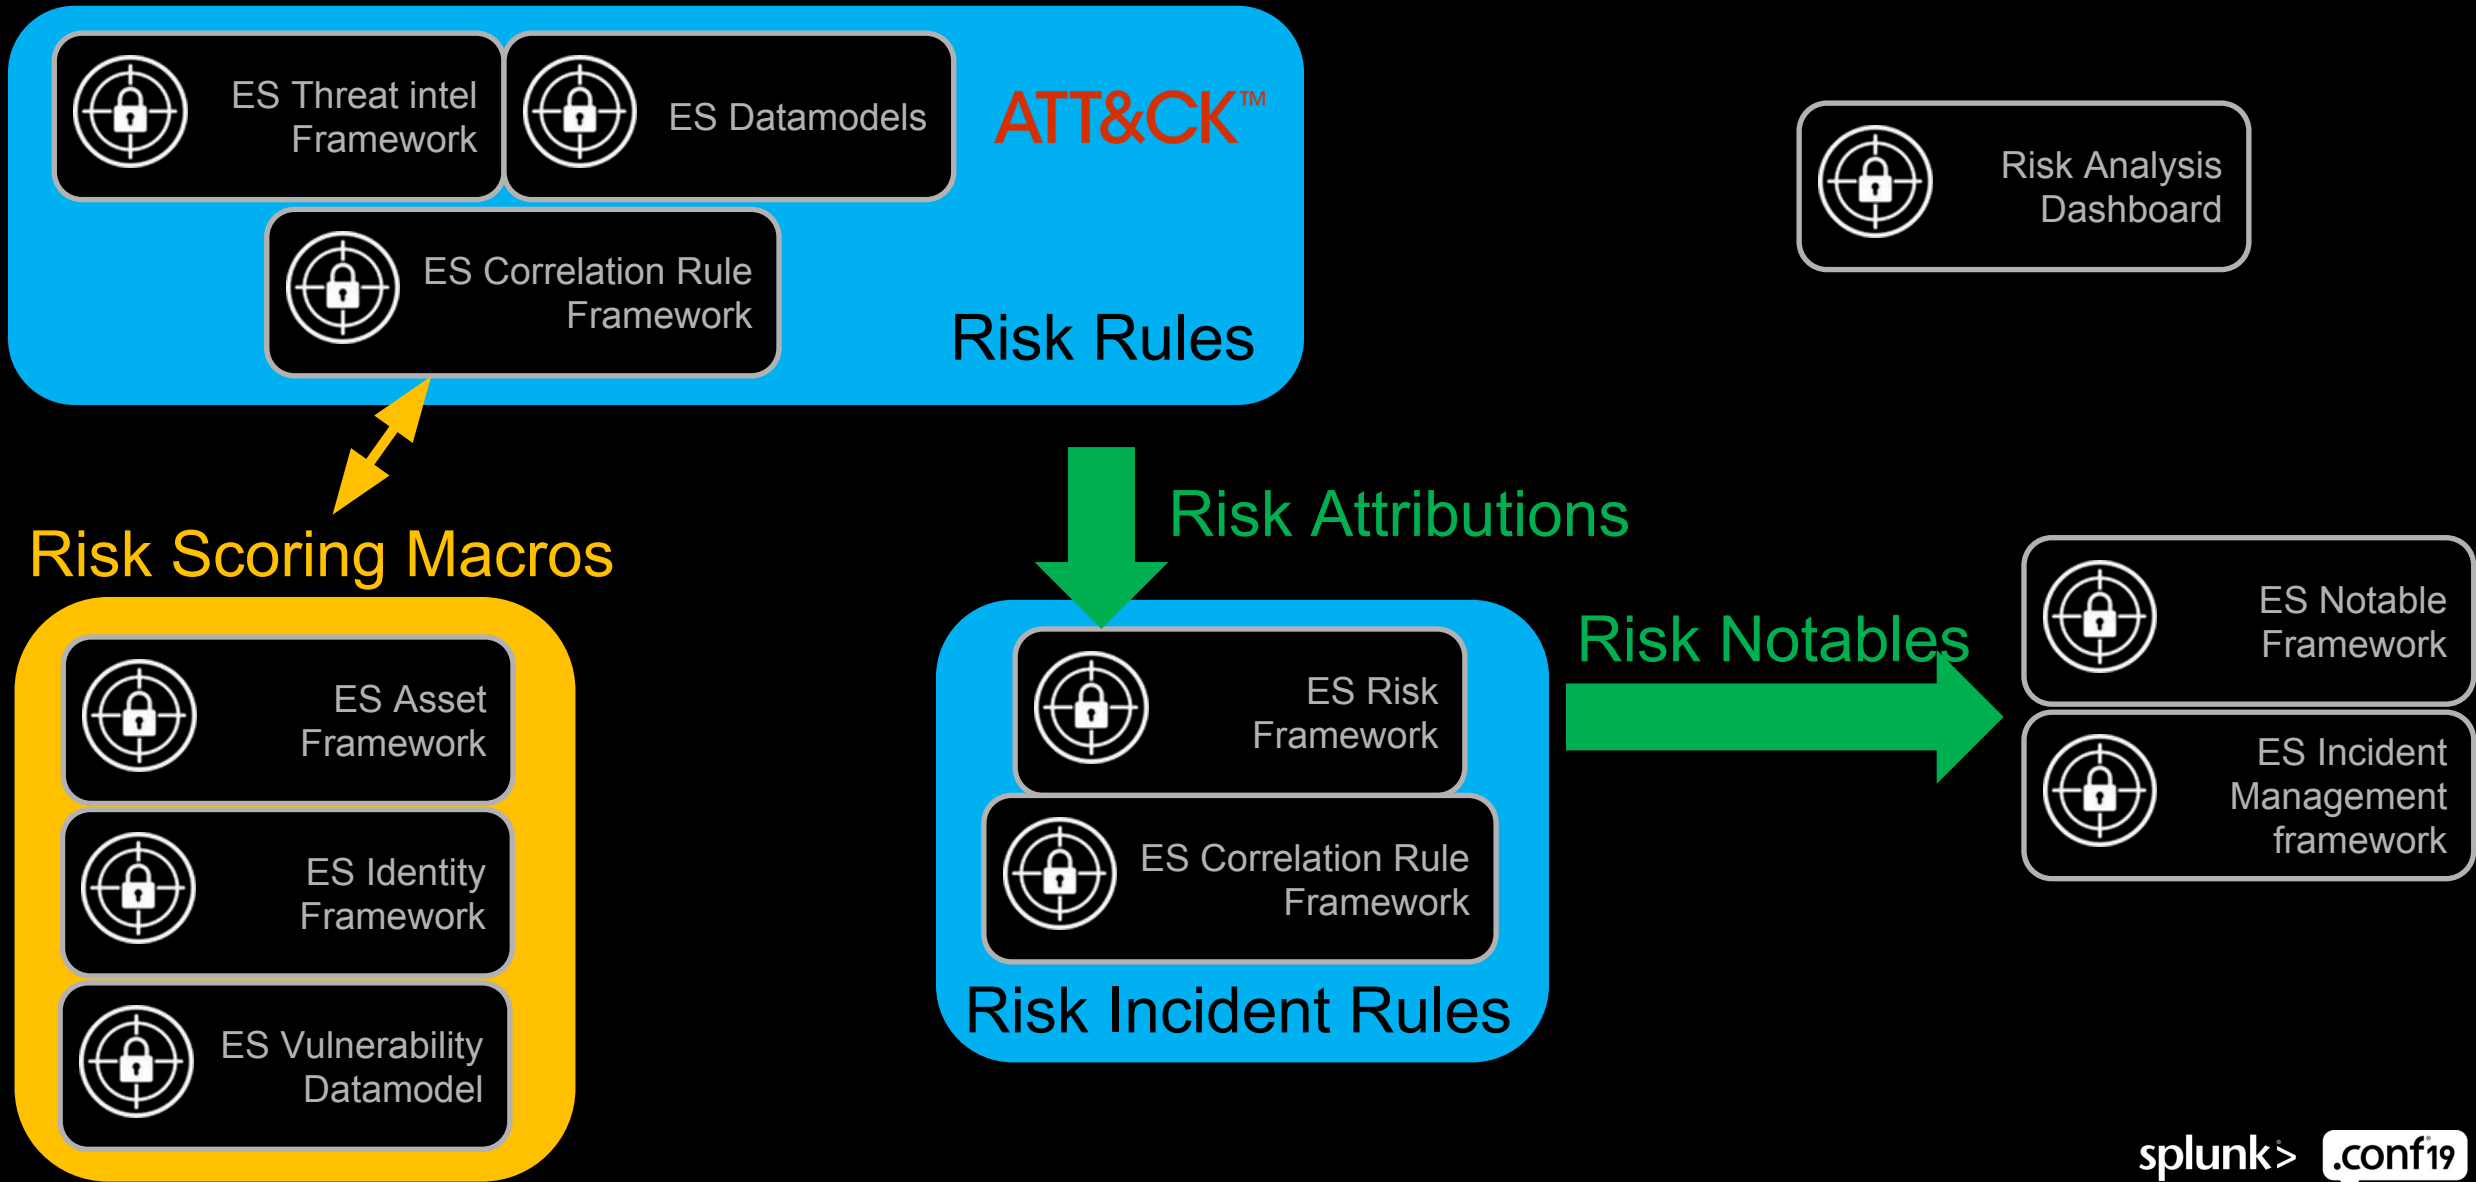 ES Threat intel
Framework
ES Datamodels
ATT&CK™
ES Correlation Rule
Framework
Risk Rules
Risk Analysis
Dashboard
Risk Scoring Macros
ES Asset
Framework
ES Identity
Framework
ES Vulnerability
Datamodel
Risk Attributions
ES Risk
Framework
ES Correlation Rule
Framework
Risk Incident Rules
Risk Notables
ES Notable
Framework
ES Incident
Management
framework
splunk> .conf19